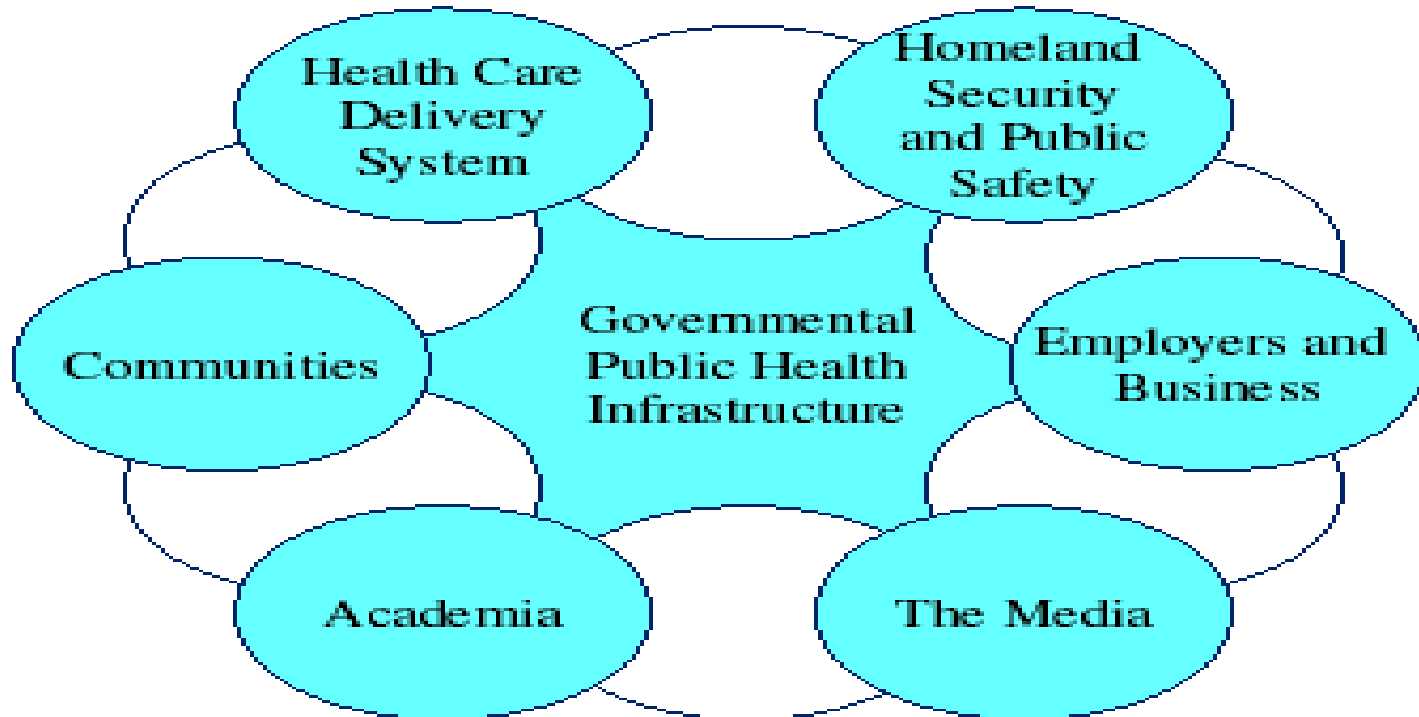 Health Care
Delivery
System
Homeland
Security
and Public
Safety
Communities
Governmental
Public Health
Infrastructure
Employers and
Business
Academia
The Media